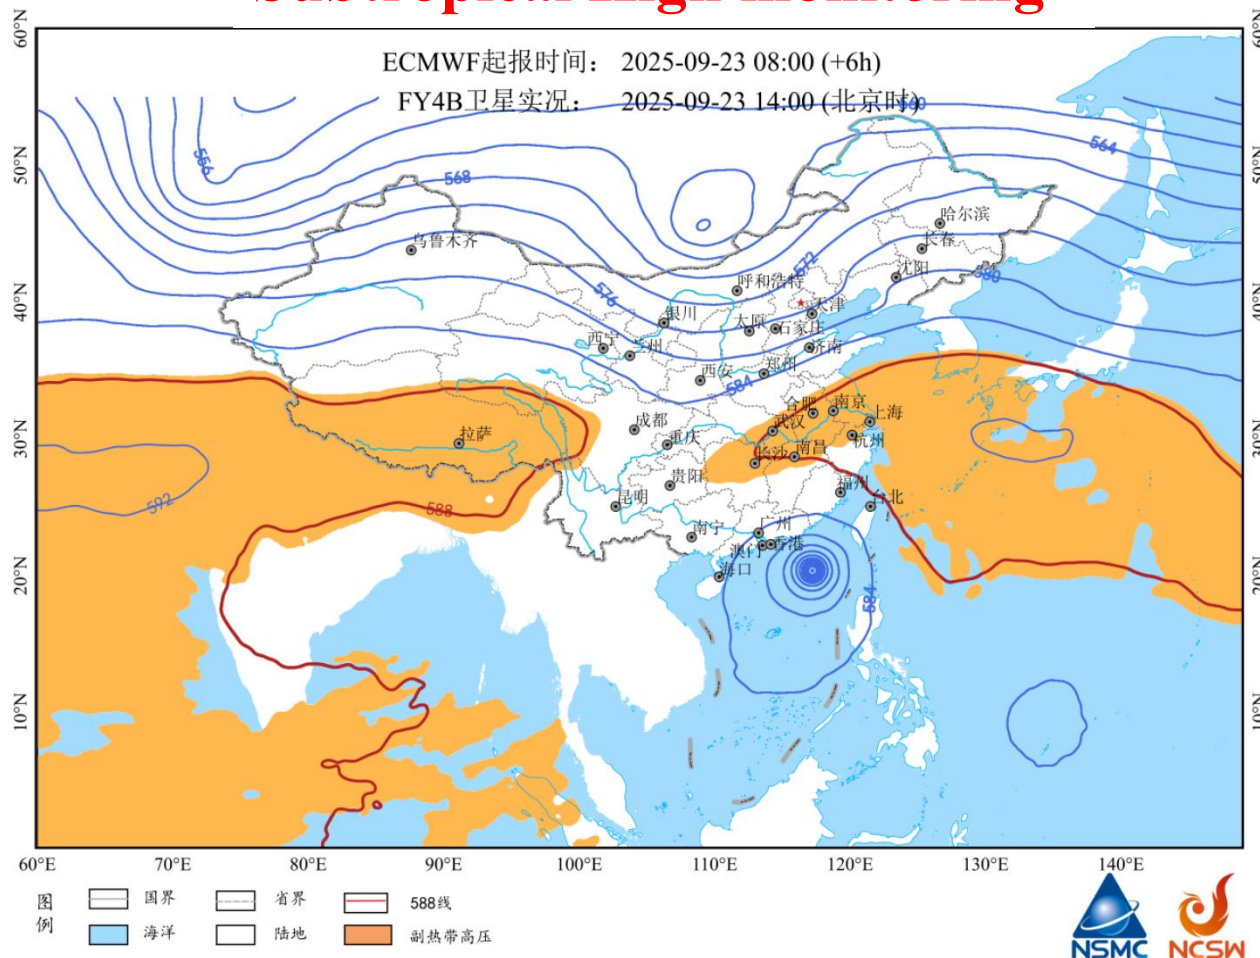 Subtropical High monitoring
ECMWF起报时间： 2025-09-23 08:00 (+6h)
FY4B卫星实况： 2025-09-23 14:00 (北京时)
60°N
50°N
40°N
30°N
20°N
10°N
560
564
556
568
572
576
580
584
588
592
584
哈尔滨
长春
沈阳
乌鲁木齐
呼和浩特
天津
银川
太原
石家庄
西宁
兰州
济南
西安
郑州
合肥
南京
上海
成都
武汉
拉萨
重庆
杭州
长沙
南昌
贵阳
福州
昆明
台北
南宁
广州
澳门
香港
海口
60°E
70°E
80°E
90°E
100°E
110°E
120°E
130°E
140°E
图例
国界
省界
588线
海洋
陆地
副热带高压
NSMC
NCSW